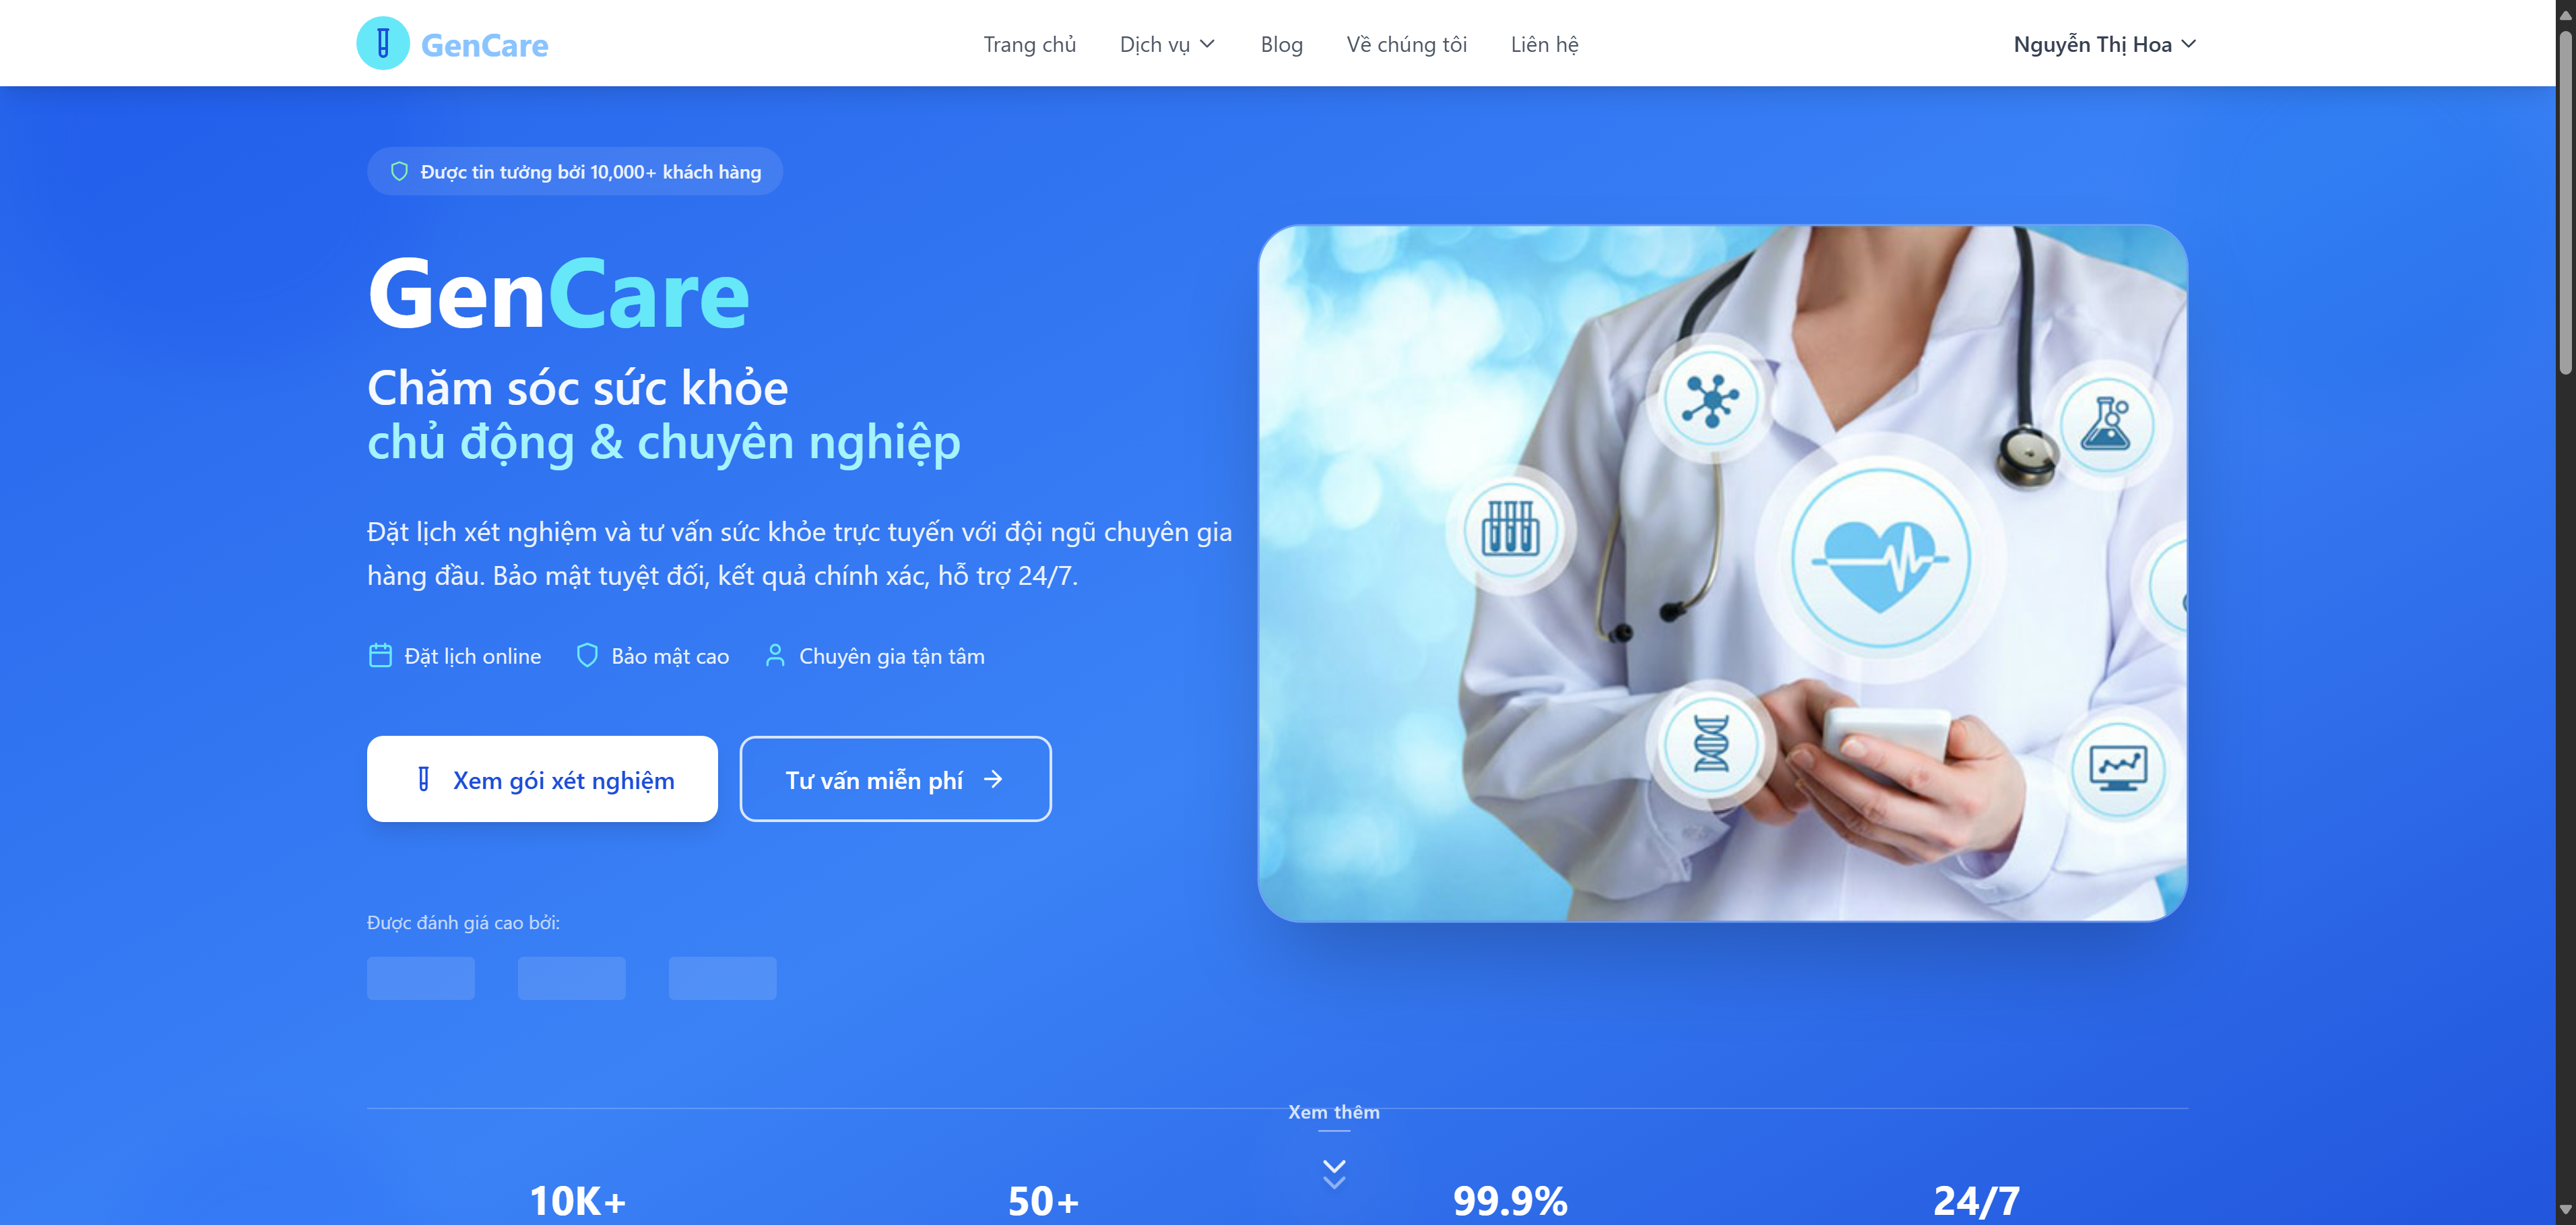 GenCare
Trang chủ
Dịch vụ
Blog
Về chúng tôi
Liên hệ
Nguyễn Thị Hoa
Được tin tưởng bởi 10,000+ khách hàng
GenCare
Chăm sóc sức khỏe
chủ động & chuyên nghiệp
Đặt lịch xét nghiệm và tư vấn sức khỏe trực tuyến với đội ngũ chuyên gia
hàng đầu. Bảo mật tuyệt đối, kết quả chính xác, hỗ trợ 24/7.
Đặt lịch online
Bảo mật cao
Chuyên gia tận tâm
Xem gói xét nghiệm
Tư vấn miễn phí
Được đánh giá cao bởi:
Xem thêm
10K+
50+
99.9%
24/7